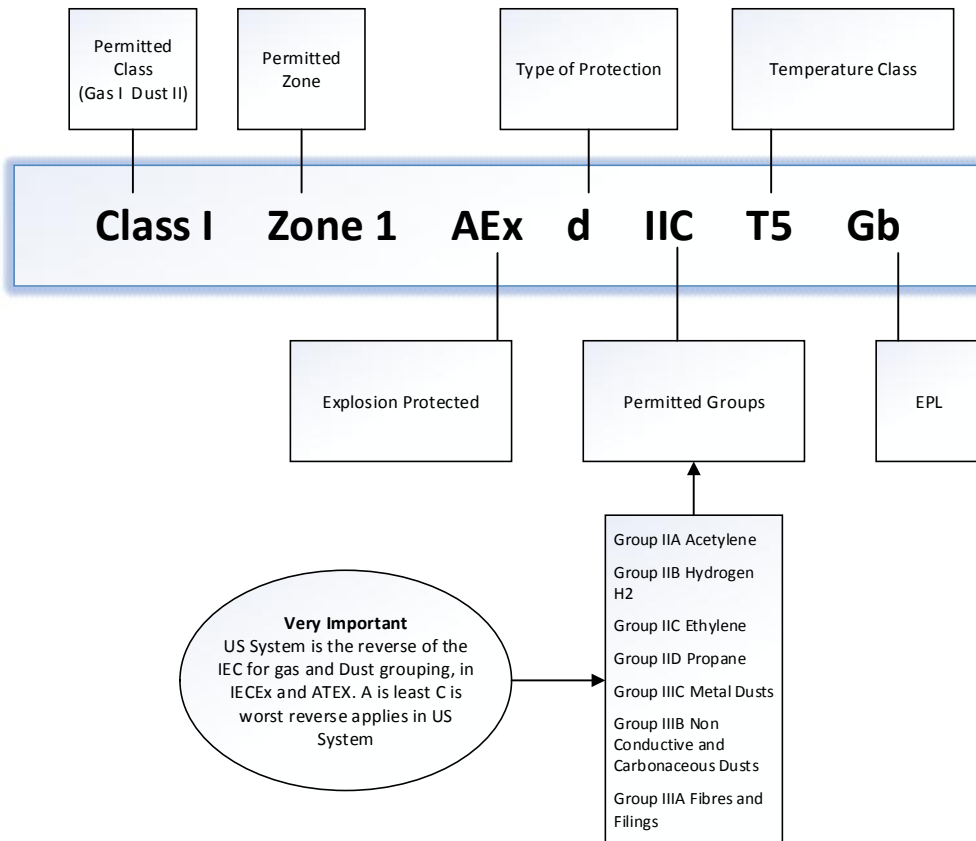 Permitted
Class
(Gas I Dust II)
Permitted
Zone
Type of Protection
Temperature Class
Class I Zone 1 AEx d IIC T5 Gb
Explosion Protected
Permitted Groups
EPL
Group IIA Acetylene
Group IIB Hydrogen
H2
Group IIC Ethylene
Group IID Propane
Group IIIC Metal Dusts
Group IIIB Non
Conductive and
Carbonaceous Dusts
Group IIIA Fibres and
Filings
Very Important
US System is the reverse of the
IEC for gas and Dust grouping, in
IECEx and ATEX. A is least C is
worst reverse applies in US
System